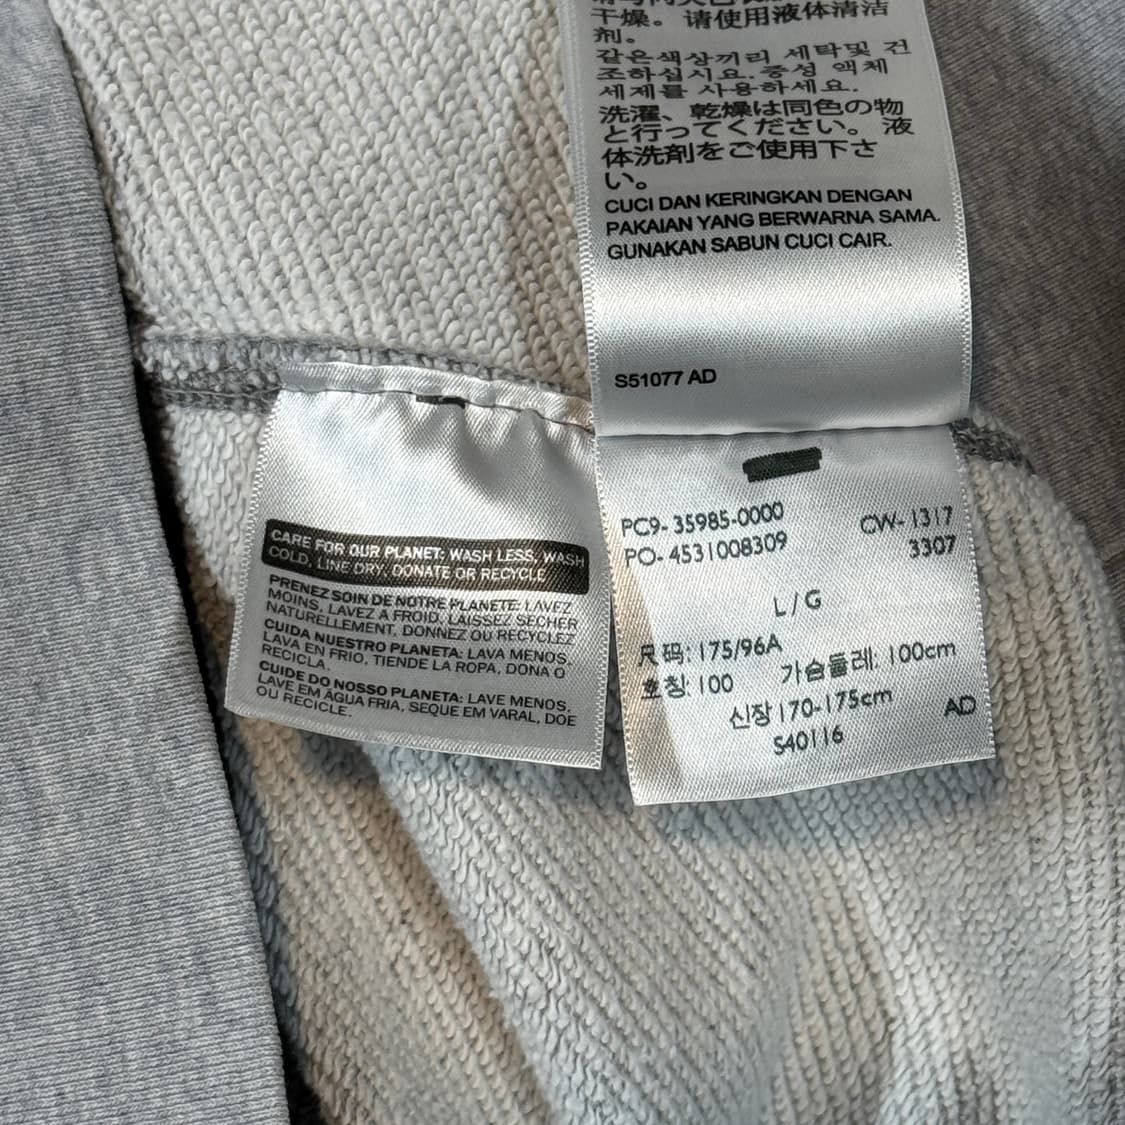 干燥。请使用液体清洁
剂。
같은색상끼리 세탁및 건
조하십시요.중성 액체
세제를 사용하세요.
洗濯、乾燥は同色の物
と行ってください。液
体洗剤をご使用下さ
い。
CUCI DAN KERINGKAN DENGAN
PAKAIAN YANG BERWARNA SAMA.
GUNAKAN SABUN CUCI CAIR.
S51077 AD
CARE FOR OUR PLANET: WASH LESS, WASH
COLD, LINE DRY, DONATE OR RECYCLE
PRENEZ SOIN DE NOTRE PLANETE: LAVEZ
MOINS, LAVEZ A FROID, LAISSEZ SECHER
NATURELLEMENT, DONNEZ OU RECYCLEZ
CUIDA NUESTRO PLANETA: LAVA MENOS,
LAVA EN FRIO, TIENDE LA ROPA, DONA O
RECICLA.
CUIDE DO NOSSO PLANETA: LAVE MENOS,
LAVE EM ÁGUA FRIA, SEQUE EM VARAL, DOE
OU RECICLE.
PC9-35985-0000 CW-1317
PO-4531008309 3307
L/G
尺码:175/96A
호칭:100 가슴둘레:100cm
신장170-175cm AD
S40116